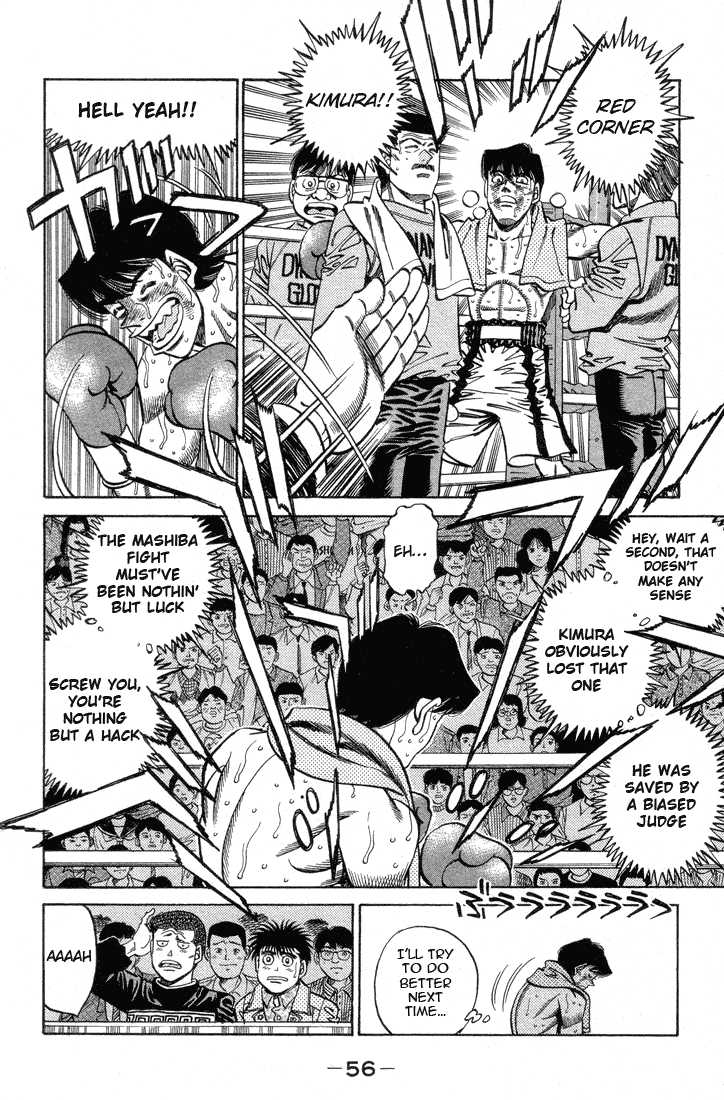 RED
CORNER
KIMURA!!
HELL YEAH!!
HEY, WAIT A
SECOND, THAT
DOESN'T
MAKE ANY
SENSE
KIMURA
OBVIOUSLY
LOST THAT
ONE
HE WAS
SAVED BY
A BIASED
JUDGE
EH...
THE MASHIBA
FIGHT
MUST'VE
BEEN NOTHIN'
BUT LUCK
SCREW YOU,
YOU'RE
NOTHING
BUT A HACK
I'LL TRY
TO DO
BETTER
NEXT
TIME...
AAAAH
—56—